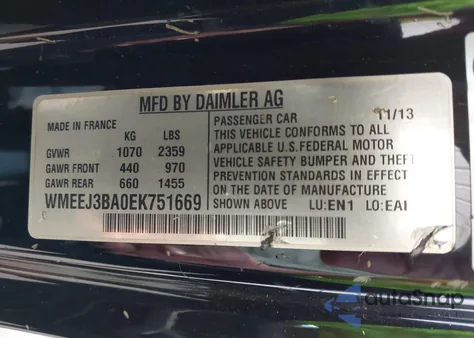 MFD BY DAIMLER AG
MADE IN FRANCE
KG LBS
GVWR 1070 2359
GAWR FRONT 440 970
GAWR REAR 660 1455
WMEEJ3BA0EK751669
PASSENGER CAR 11/13
THIS VEHICLE CONFORMS TO ALL
APPLICABLE U.S.FEDERAL MOTOR
VEHICLE SAFETY BUMPER AND THEFT
PREVENTION STANDARDS IN EFFECT
ON THE DATE OF MANUFACTURE
SHOWN ABOVE LU:EN1 LO:EAI
autoSnap